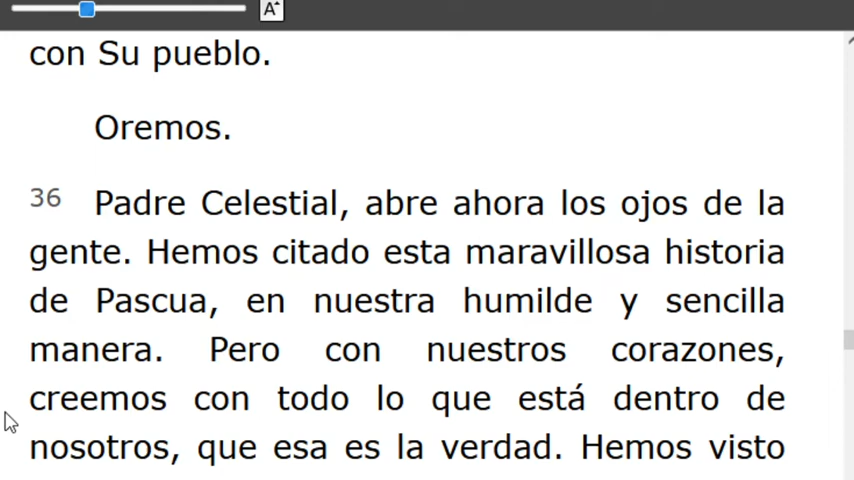 A
con Su pueblo.
Oremos.
36 Padre Celestial, abre ahora los ojos de la
gente. Hemos citado esta maravillosa historia
de Pascua, en nuestra humilde y sencilla
manera. Pero con nuestros corazones,
creemos con todo lo que está dentro de
nosotros, que esa es la verdad. Hemos visto